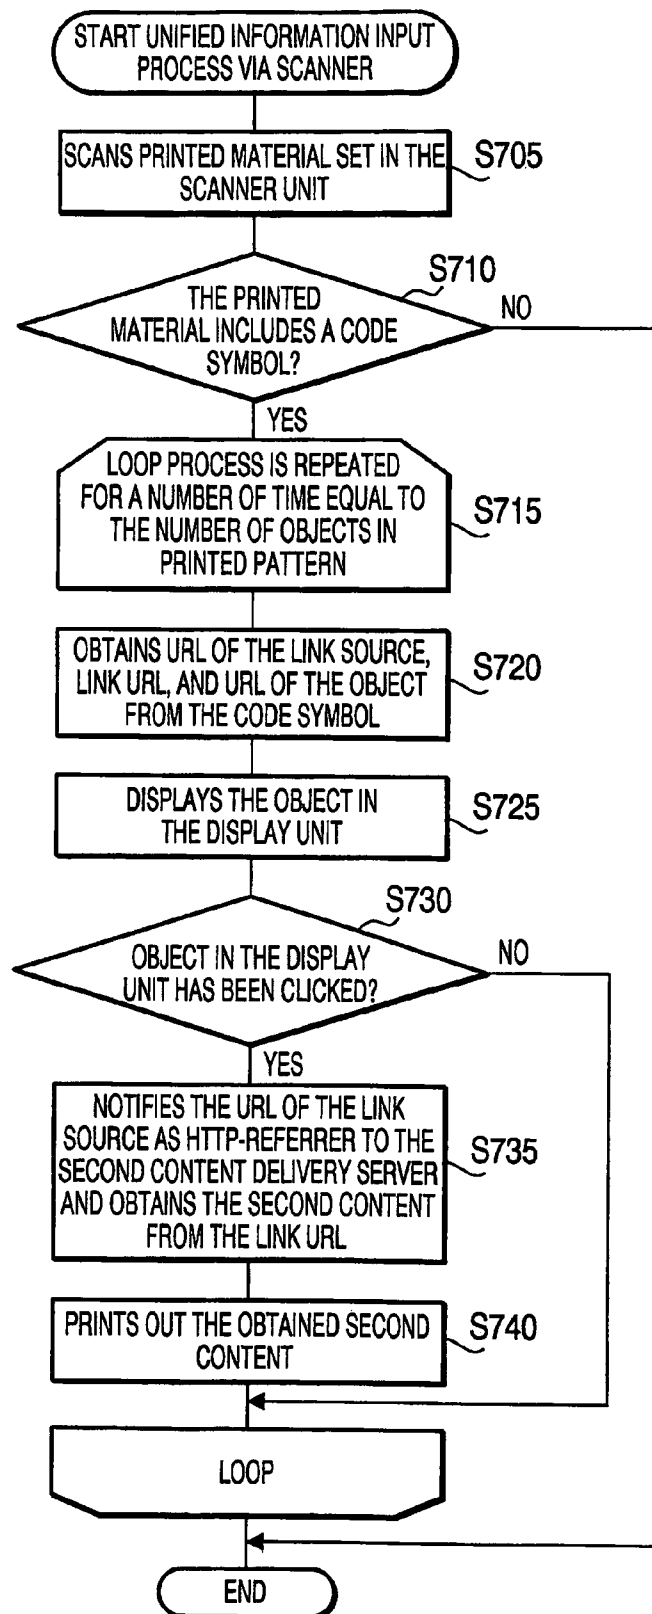 START UNIFIED INFORMATION INPUT
PROCESS VIA SCANNER
SCANS PRINTED MATERIAL SET IN THE
SCANNER UNIT
S705
S710
THE PRINTED
MATERIAL INCLUDES A CODE
SYMBOL?
NO
YES
LOOP PROCESS IS REPEATED
FOR A NUMBER OF TIME EQUAL TO
THE NUMBER OF OBJECTS IN
PRINTED PATTERN
S715
OBTAINS URL OF THE LINK SOURCE,
LINK URL, AND URL OF THE OBJECT
FROM THE CODE SYMBOL
S720
DISPLAYS THE OBJECT IN
THE DISPLAY UNIT
S725
S730
OBJECT IN THE DISPLAY
UNIT HAS BEEN CLICKED?
NO
YES
NOTIFIES THE URL OF THE LINK
SOURCE AS HTTP-REFERRER TO THE
SECOND CONTENT DELIVERY SERVER
AND OBTAINS THE SECOND CONTENT
FROM THE LINK URL
S735
PRINTS OUT THE OBTAINED SECOND
CONTENT
S740
LOOP
END